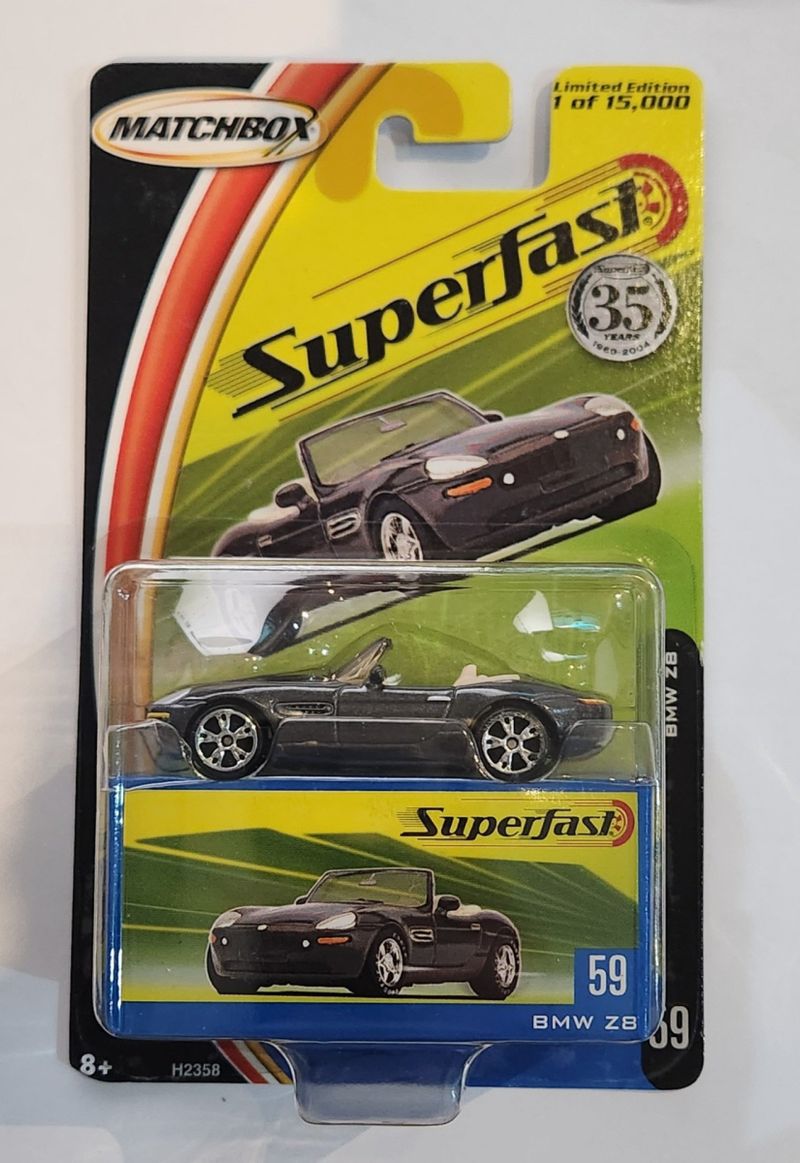 MATCHBOX
Limited Edition
1 of 15,000
Superfast
Superfast
35
YEARS
1969-2004
BMW Z8
Superfast
59
BMW Z8
59
8+
H2358